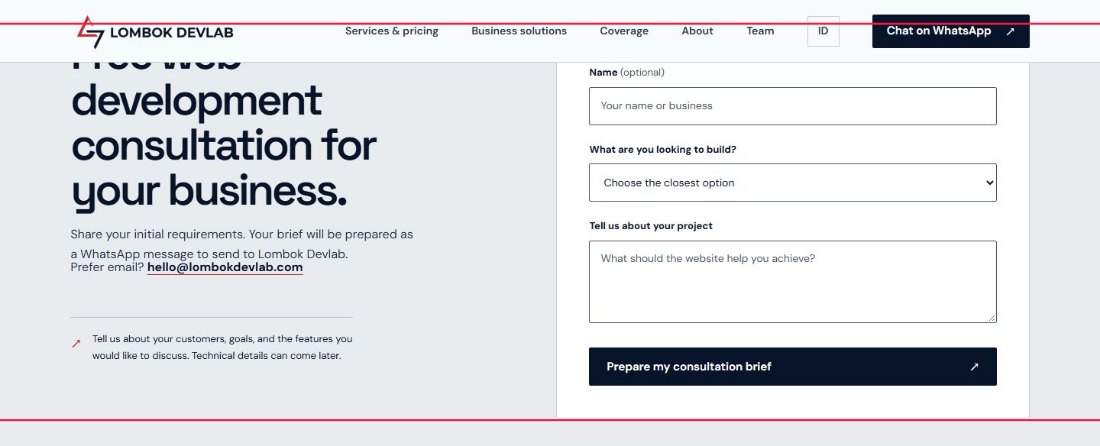 LOMBOK DEVLAB
Services & pricing
Business solutions
Coverage
About
Team
ID
Chat on WhatsApp ↗
Free web
development
consultation for
your business.
Share your initial requirements. Your brief will be prepared as
a WhatsApp message to send to Lombok Devlab.
Prefer email? hello@lombokdevlab.com
↗ Tell us about your customers, goals, and the features you
would like to discuss. Technical details can come later.
Name (optional)
Your name or business
What are you looking to build?
Choose the closest option
Tell us about your project
What should the website help you achieve?
Prepare my consultation brief ↗